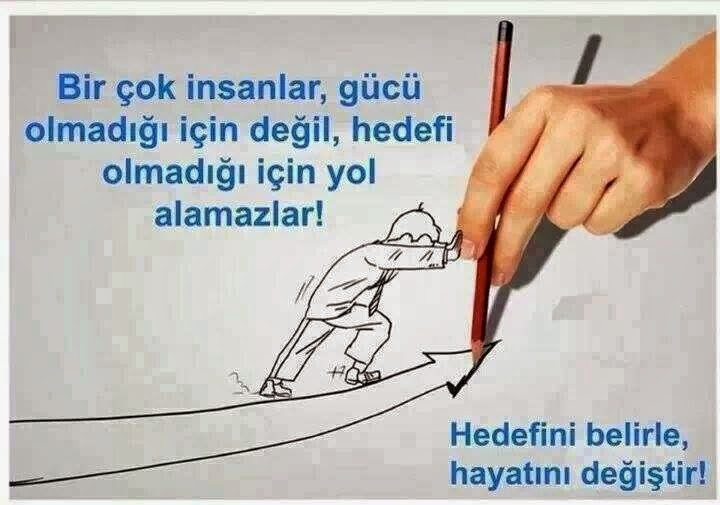 Bir çok insanlar, gücü
olmadığı için değil, hedefi
olmadığı için yol
alamazlar!
Hedefini belirle,
hayatını değiştir!